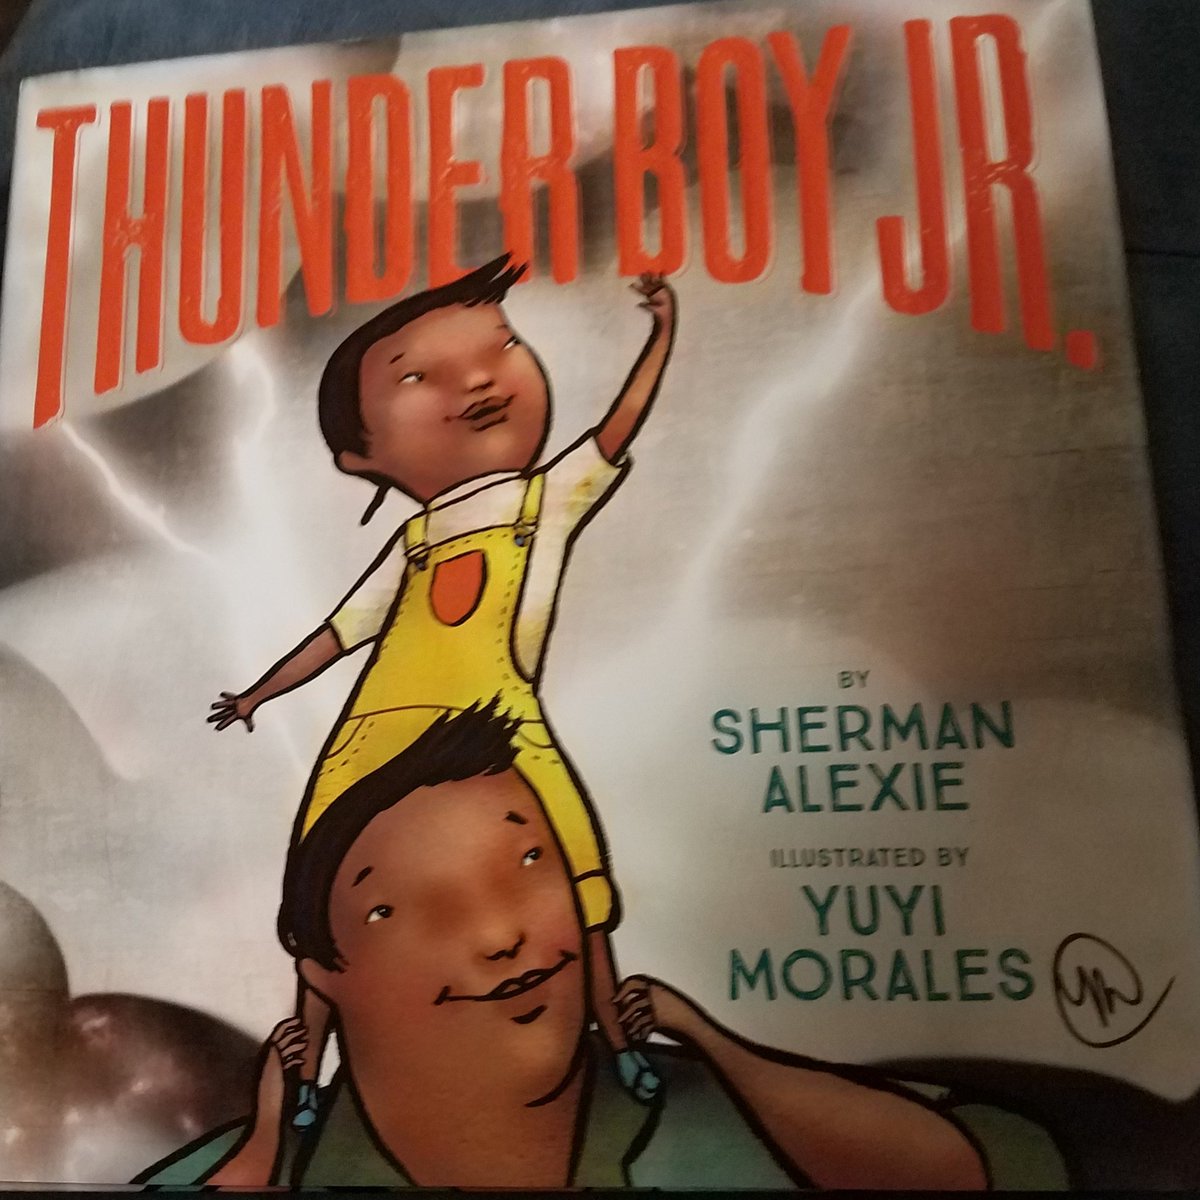 THUNDER BOY JR.
BY
SHERMAN
ALEXIE
ILLUSTRATED BY
YUYI
MORALES